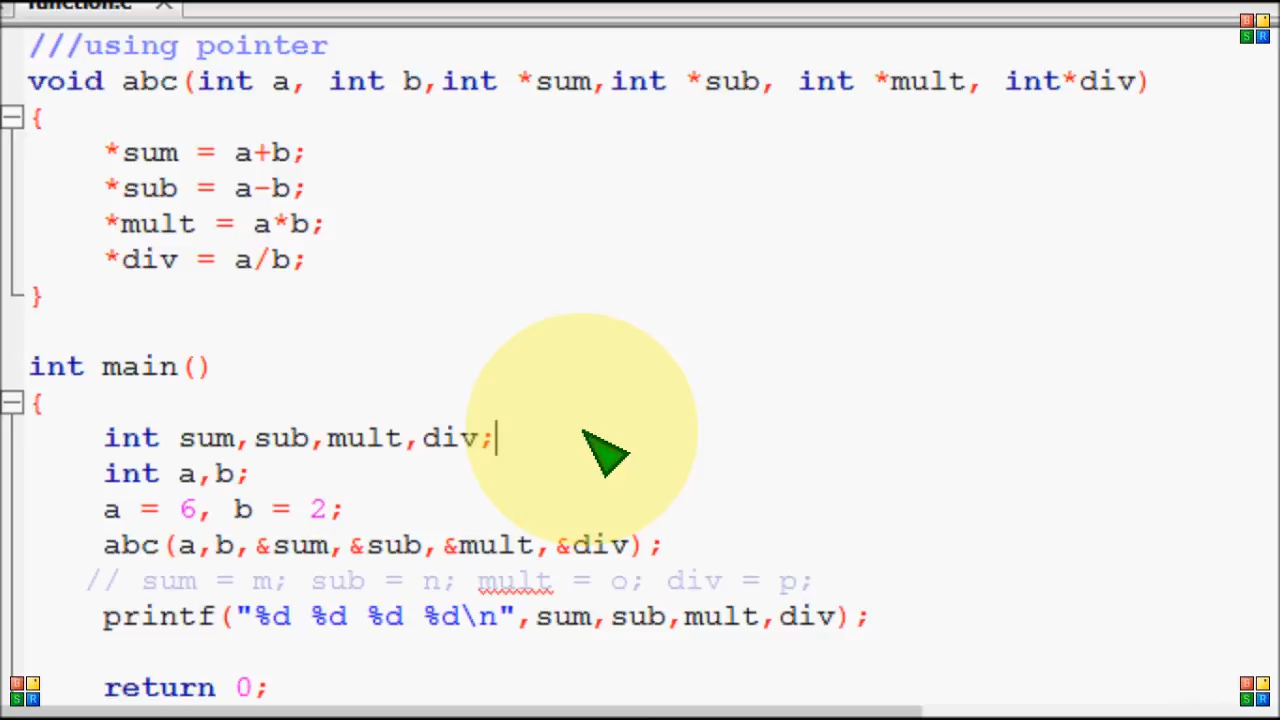 function.c
///using pointer
void abc(int a, int b,int *sum,int *sub, int *mult, int*div)
{
*sum = a+b;
*sub = a-b;
*mult = a*b;
*div = a/b;
}
int main()
{
int sum,sub,mult,div;
int a,b;
a = 6, b = 2;
abc(a,b,&sum,&sub,&mult,&div);
// sum = m; sub = n; mult = o; div = p;
printf("%d %d %d %d\n",sum,sub,mult,div);
return 0;